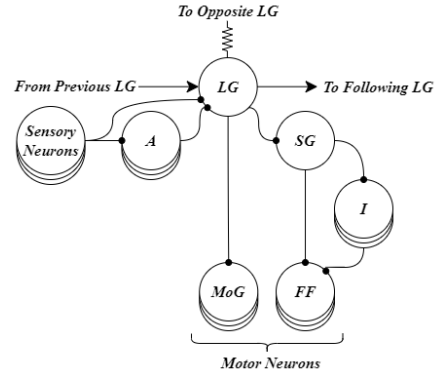 To Opposite LG
From Previous LG
LG
To Following LG
Sensory
Neurons
A
SG
I
MoG
FF
Motor Neurons